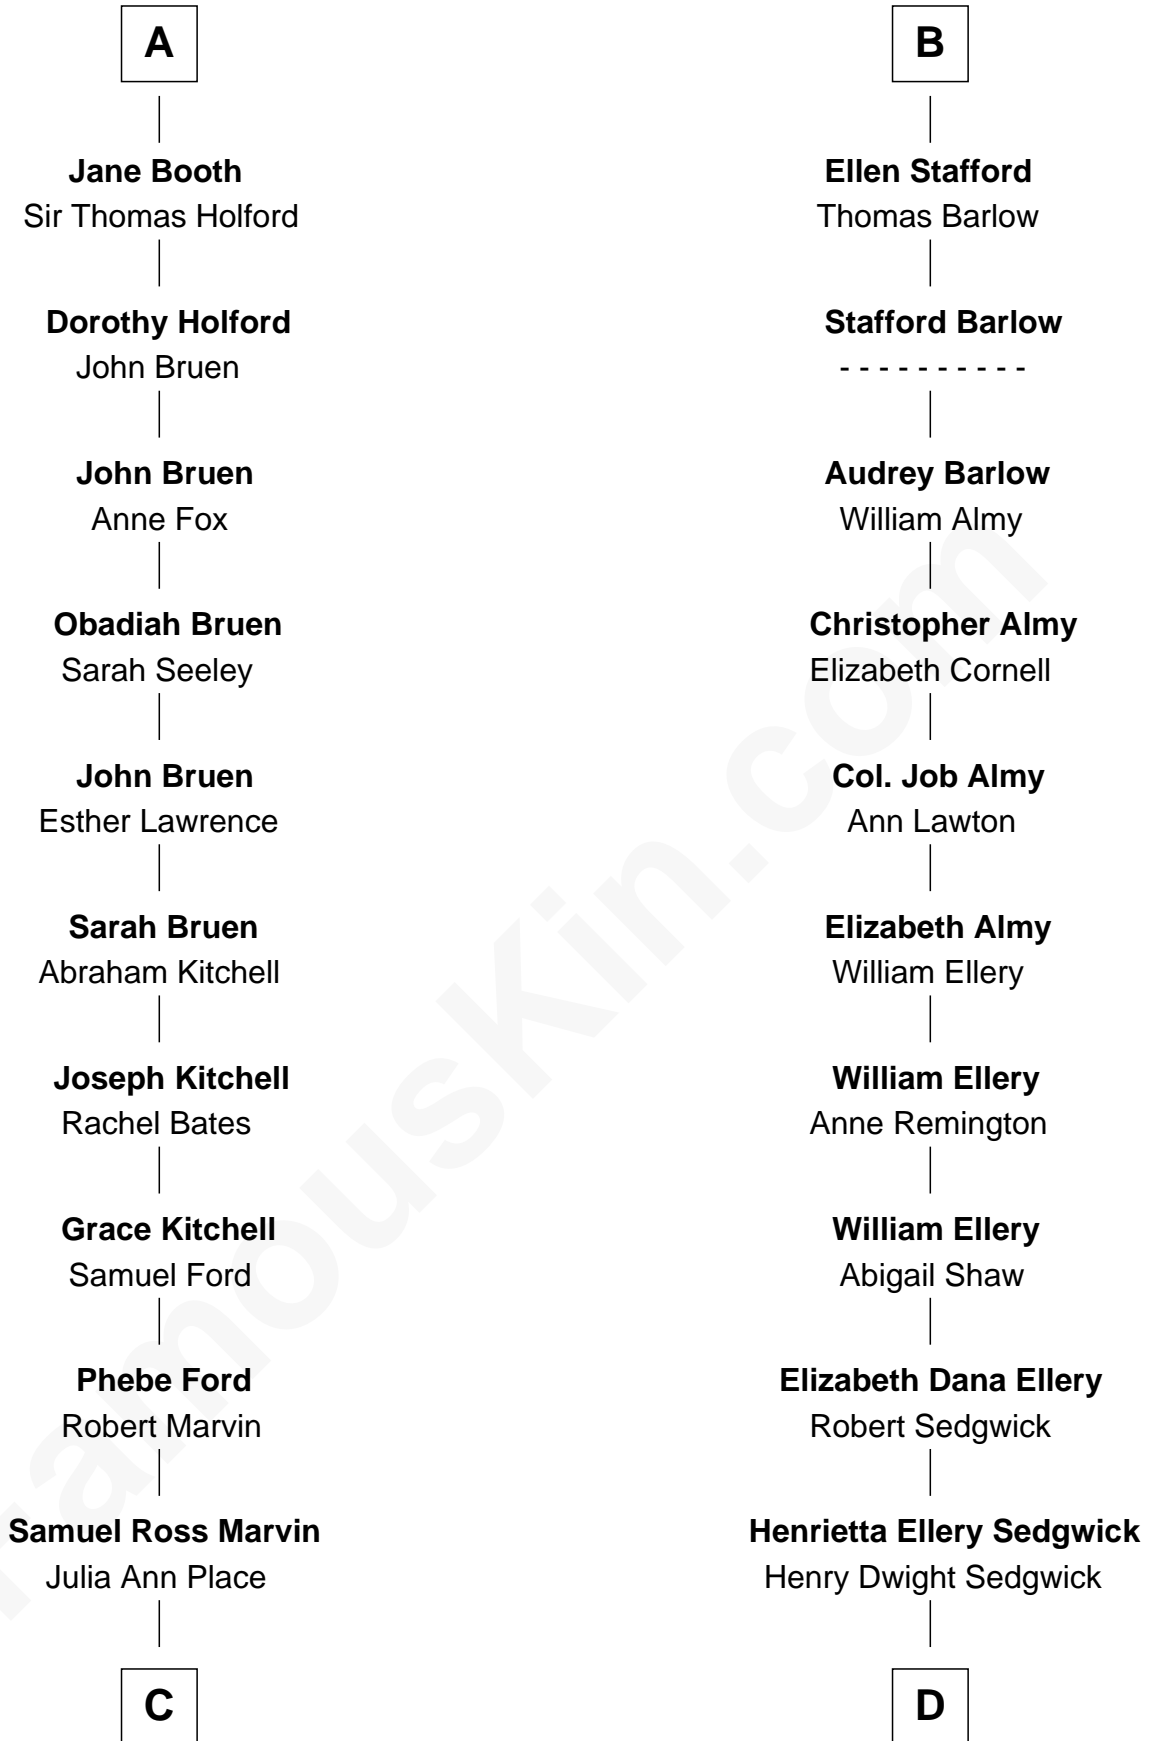 A
Jane Booth
Sir Thomas Holford
Dorothy Holford
John Bruen
John Bruen
Anne Fox
Obadiah Bruen
Sarah Seeley
John Bruen
Esther Lawrence
Sarah Bruen
Abraham Kitchell
Joseph Kitchell
Rachel Bates
Grace Kitchell
Samuel Ford
Phebe Ford
Robert Marvin
Samuel Ross Marvin
Julia Ann Place
C
B
Ellen Stafford
Thomas Barlow
Stafford Barlow
- - - - - - - - - -
Audrey Barlow
William Almy
Christopher Almy
Elizabeth Cornell
Col. Job Almy
Ann Lawton
Elizabeth Almy
William Ellery
William Ellery
Anne Remington
William Ellery
Abigail Shaw
Elizabeth Dana Ellery
Robert Sedgwick
Henrietta Ellery Sedgwick
Henry Dwight Sedgwick
D
FamousKin.com